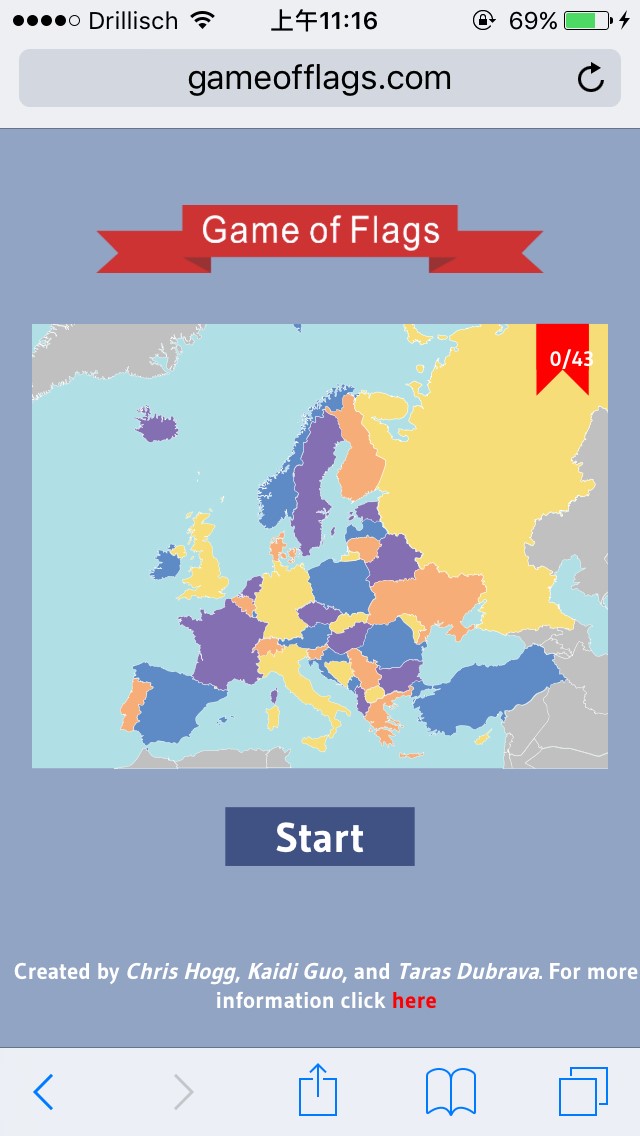 Drillisch 上午11:16 69%
gameofflags.com
Game of Flags
0/43
Start
Created by Chris Hogg, Kaidi Guo, and Taras Dubrava. For more
information click here